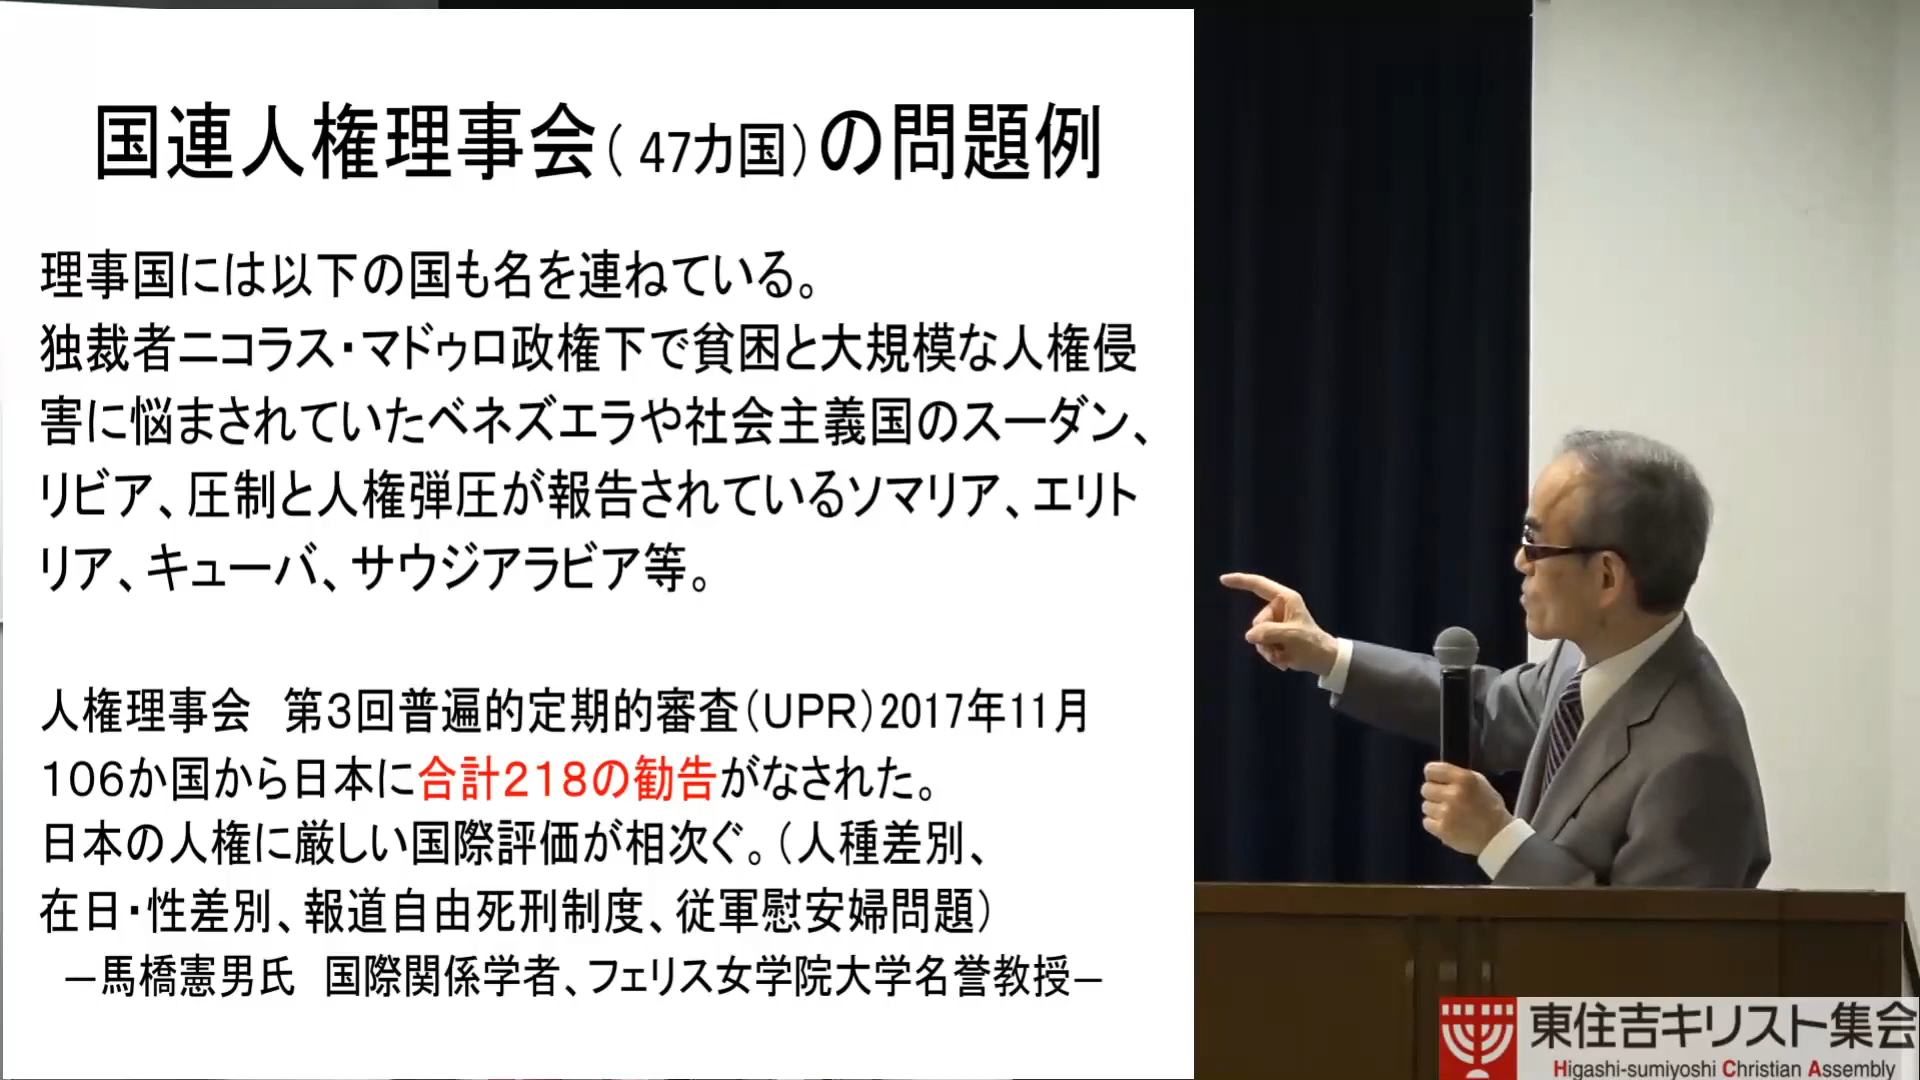 国連人権理事会(47カ国)の問題例
理事国には以下の国も名を連ねている。
独裁者ニコラス・マドゥロ政権下で貧困と大規模な人権侵
害に悩まされていたベネズエラや社会主義国のスーダン、
リビア、圧制と人権弾圧が報告されているソマリア、エリト
リア、キューバ、サウジアラビア等。
人権理事会　第3回普遍的定期的審査(UPR)2017年11月
106か国から日本に合計218の勧告がなされた。
日本の人権に厳しい国際評価が相次ぐ。(人種差別、
在日・性差別、報道自由死刑制度、従軍慰安婦問題)
―馬橋憲男氏　国際関係学者、フェリス女学院大学名誉教授―
東住吉キリスト集会
Higashi-sumiyoshi Christian Assembly